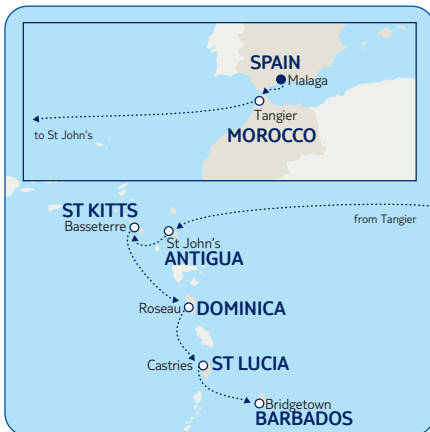 SPAIN
Malaga
Tangier
MOROCCO
to St John's
ST KITTS
Basseterre
from Tangier
St John's
ANTIGUA
Roseau
DOMINICA
Castries
ST LUCIA
Bridgetown
BARBADOS